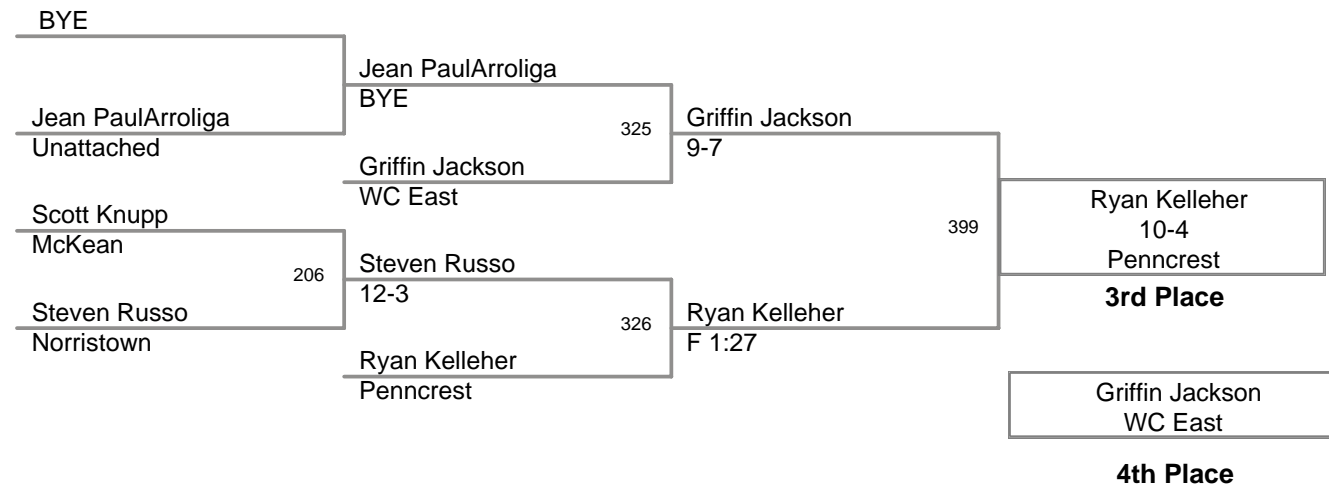 BYE
Jean PaulArroliga
BYE
Jean PaulArroliga
Unattached
325
Griffin Jackson
9-7
Griffin Jackson
WC East
Scott Knupp
McKean
399
Ryan Kelleher
10-4
Penncrest
3rd Place
206
Steven Russo
12-3
Steven Russo
Norristown
326
Ryan Kelleher
F 1:27
Ryan Kelleher
Penncrest
Griffin Jackson
WC East
4th Place